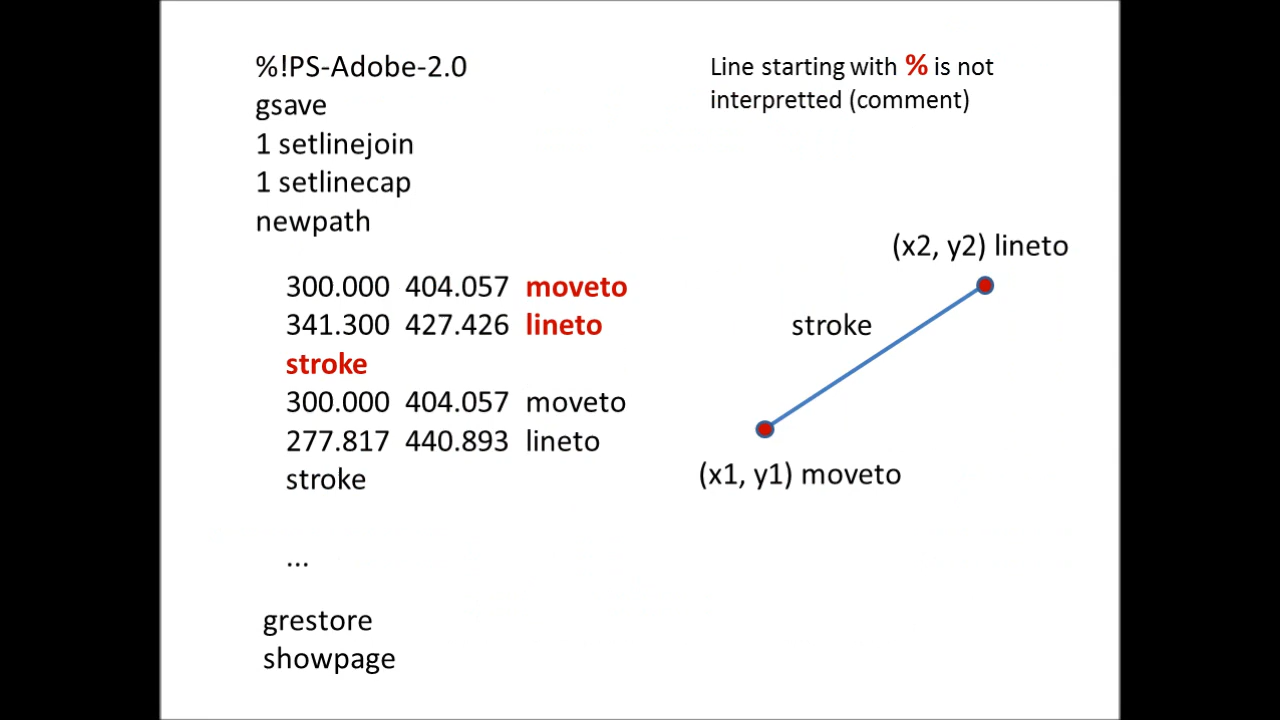 %!PS-Adobe-2.0
gsave
1 setlinejoin
1 setlinecap
newpath
300.000 404.057 moveto
341.300 427.426 lineto
stroke
300.000 404.057 moveto
277.817 440.893 lineto
stroke
...
grestore
showpage
Line starting with % is not
interpretted (comment)
(x2, y2) lineto
stroke
(x1, y1) moveto